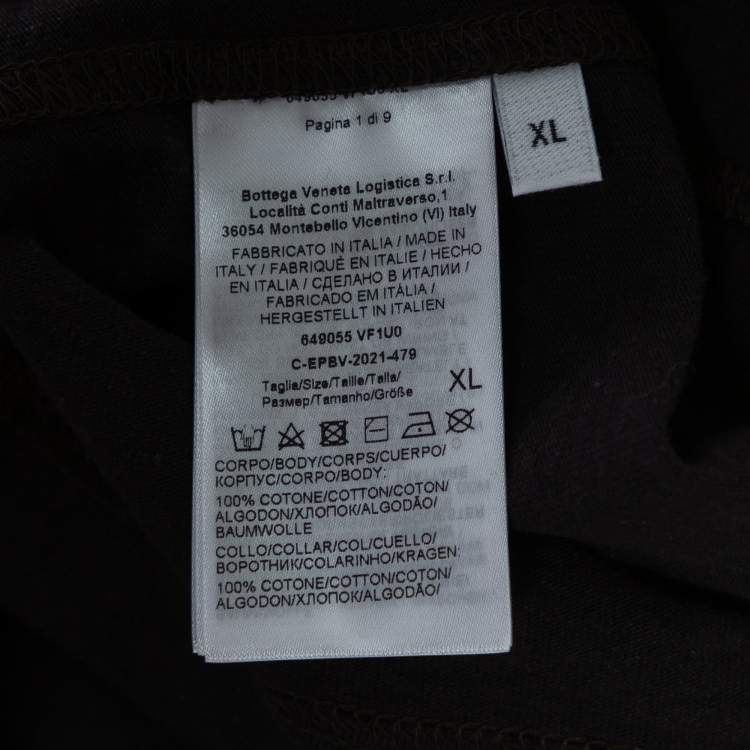 649055 VF1U0 XL
Pagina 1 di 9
XL
Bottega Veneta Logistica S.r.l.
Località Conti Maltraverso,1
36054 Montebello Vicentino (VI) Italy
FABBRICATO IN ITALIA / MADE IN
ITALY / FABRIQUÉ EN ITALIE / HECHO
EN ITALIA / СДЕЛАНО В ИТАЛИИ /
FABRICADO EM ITÁLIA /
HERGESTELLT IN ITALIEN
649055 VF1U0
C-EPBV-2021-479
Taglia/Size/Taille/Talla/
Размер/Tamanho/Größe
XL
CORPO/BODY/CORPS/CUERPO/
КОРПУС/CORPO/BODY:
100% COTONE/COTTON/COTON/
ALGODON/ХЛОПОК/ALGODÃO/
BAUMWOLLE
COLLO/COLLAR/COL/CUELLO/
ВОРОТНИК/COLARINHO/KRAGEN:
100% COTONE/COTTON/COTON/
ALGODON/ХЛОПОК/ALGODÃO/